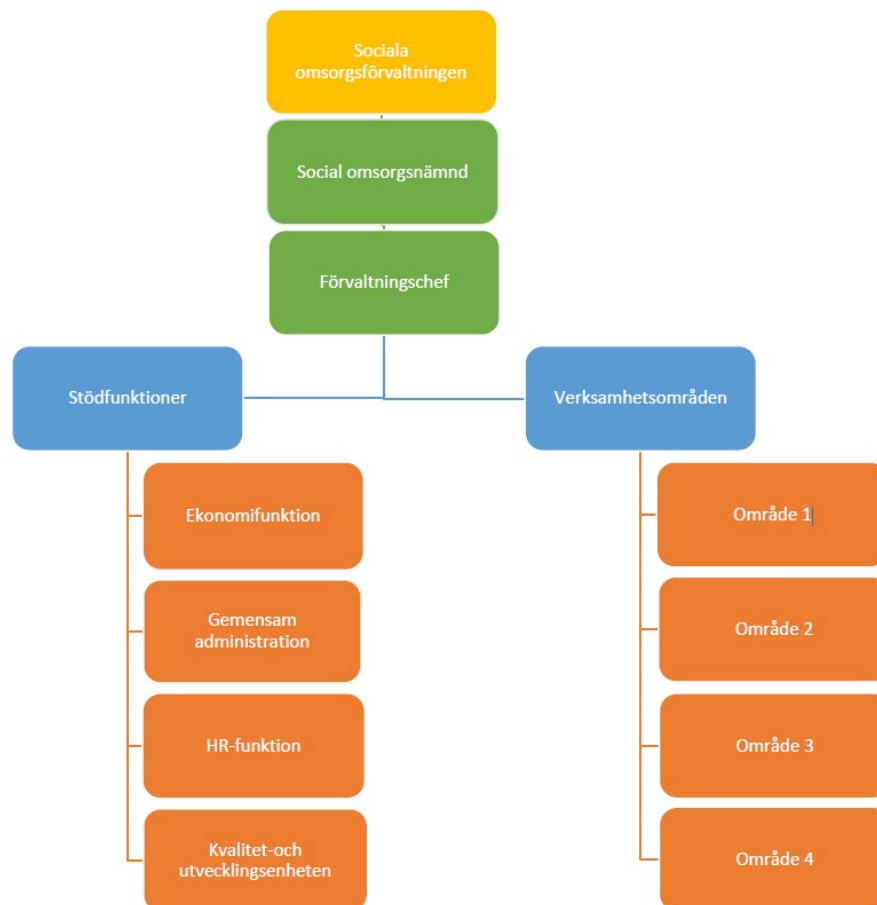 Sociala
omsorgsförvaltningen
Social omsorgsnämnd
Förvaltningschef
Stödfunktioner
Verksamhetsområden
Ekonomifunktion
Gemensam
administration
HR-funktion
Kvalitet-och
utvecklingsenheten
Område 1
Område 2
Område 3
Område 4